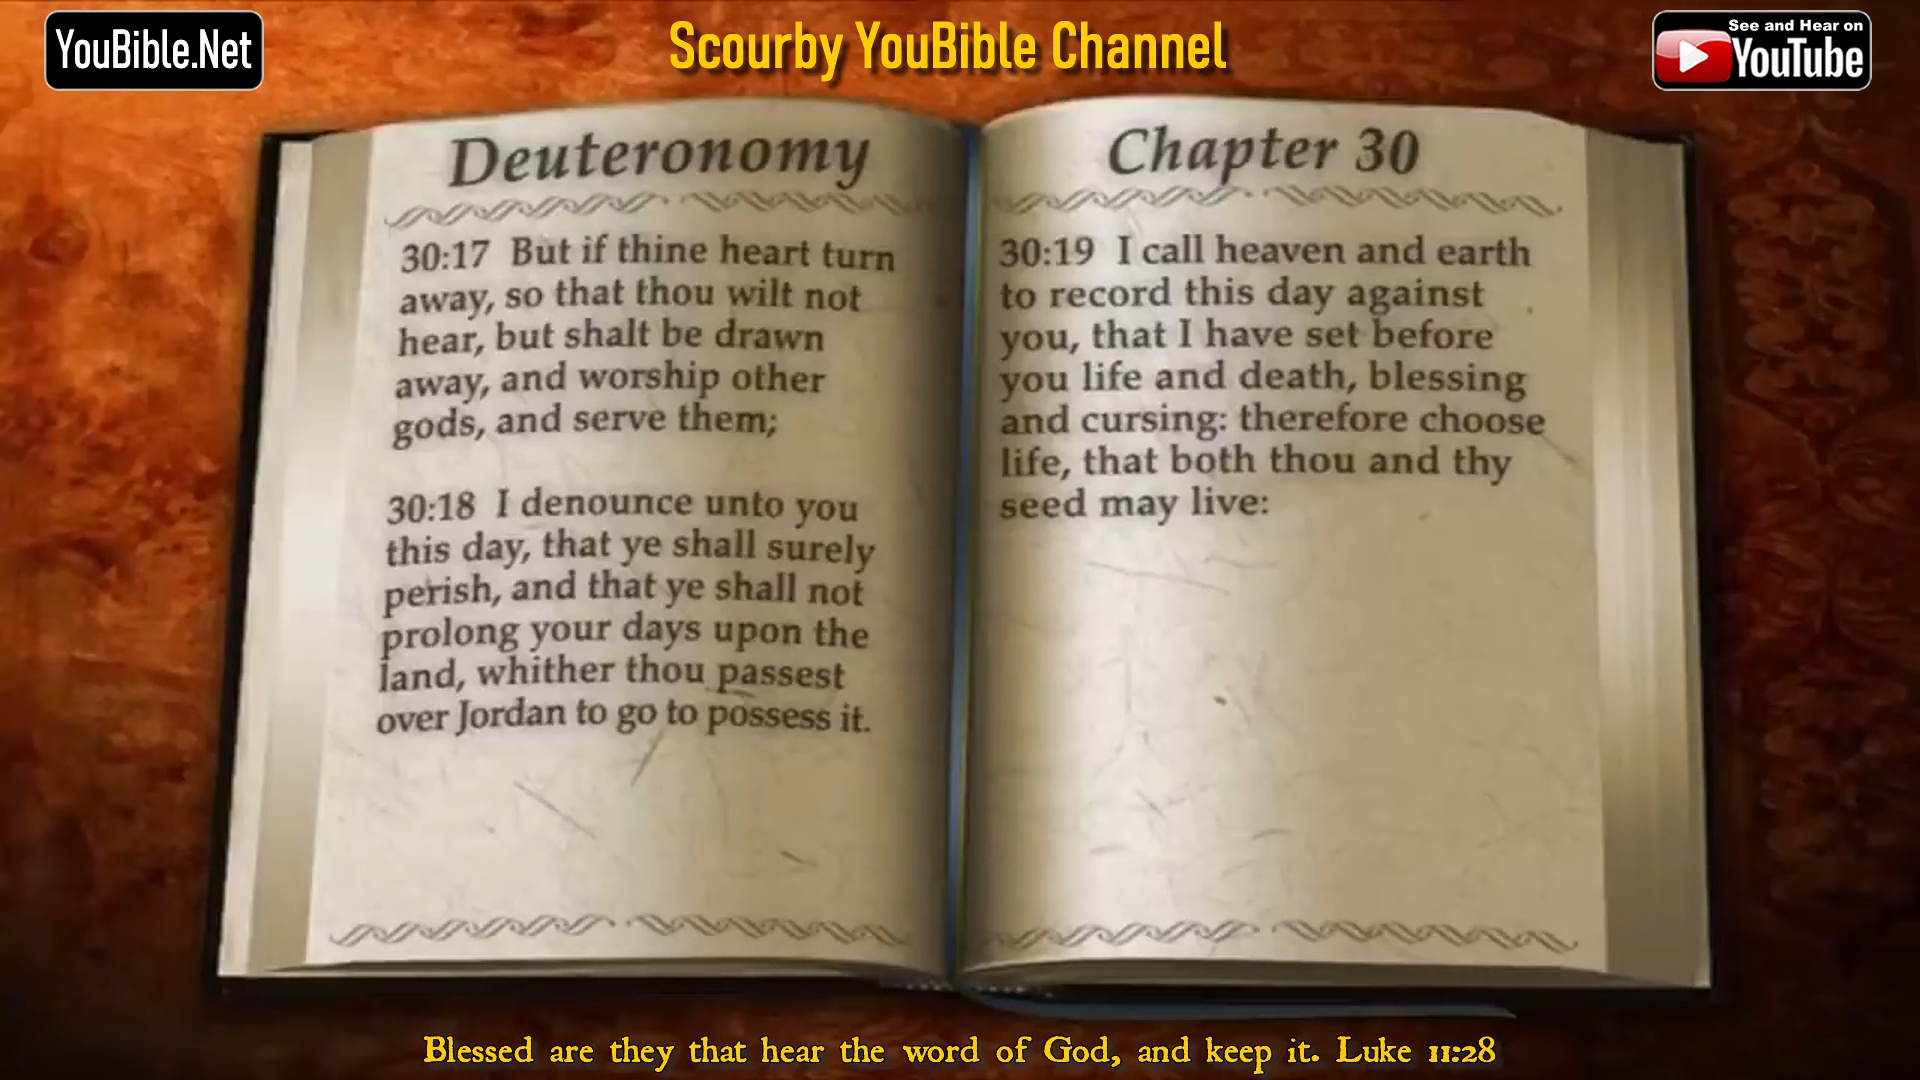 YouBible.Net
Scourby YouBible Channel
See and Hear on
YouTube
Deuteronomy
30:17 But if thine heart turn
away, so that thou wilt not
hear, but shalt be drawn
away, and worship other
gods, and serve them;
30:18 I denounce unto you
this day, that ye shall surely
perish, and that ye shall not
prolong your days upon the
land, whither thou passest
over Jordan to go to possess it.
Chapter 30
30:19 I call heaven and earth
to record this day against
you, that I have set before
you life and death, blessing
and cursing: therefore choose
life, that both thou and thy
seed may live:
Blessed are they that hear the word of God, and keep it. Luke 11:28